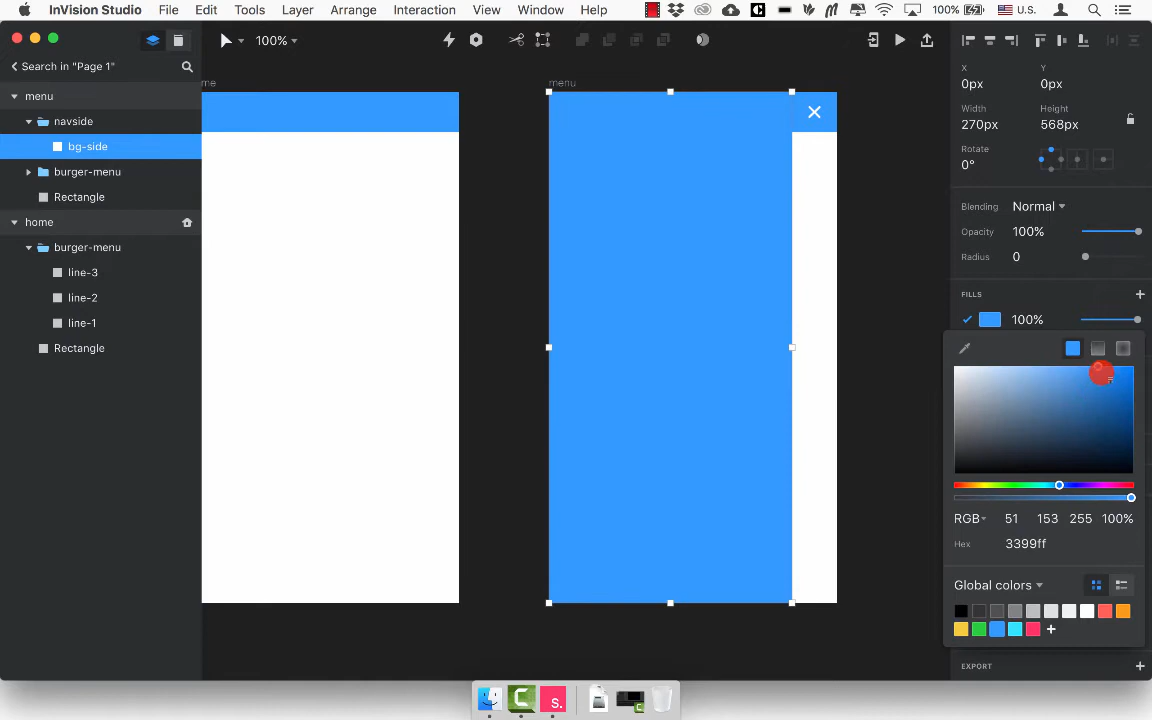 InVision Studio File Edit Tools Layer Arrange Interaction View Window Help 100% U.S.
100%
Search in "Page 1"
menu
navside
bg-side
burger-menu
Rectangle
home
burger-menu
line-3
line-2
line-1
Rectangle
me
menu
X Y
0px 0px
Width Height
270px 568px
Rotate
0°
Blending Normal
Opacity 100%
Radius 0
FILLS
100%
RGB 51 153 255 100%
Hex 3399ff
Global colors
EXPORT
s.